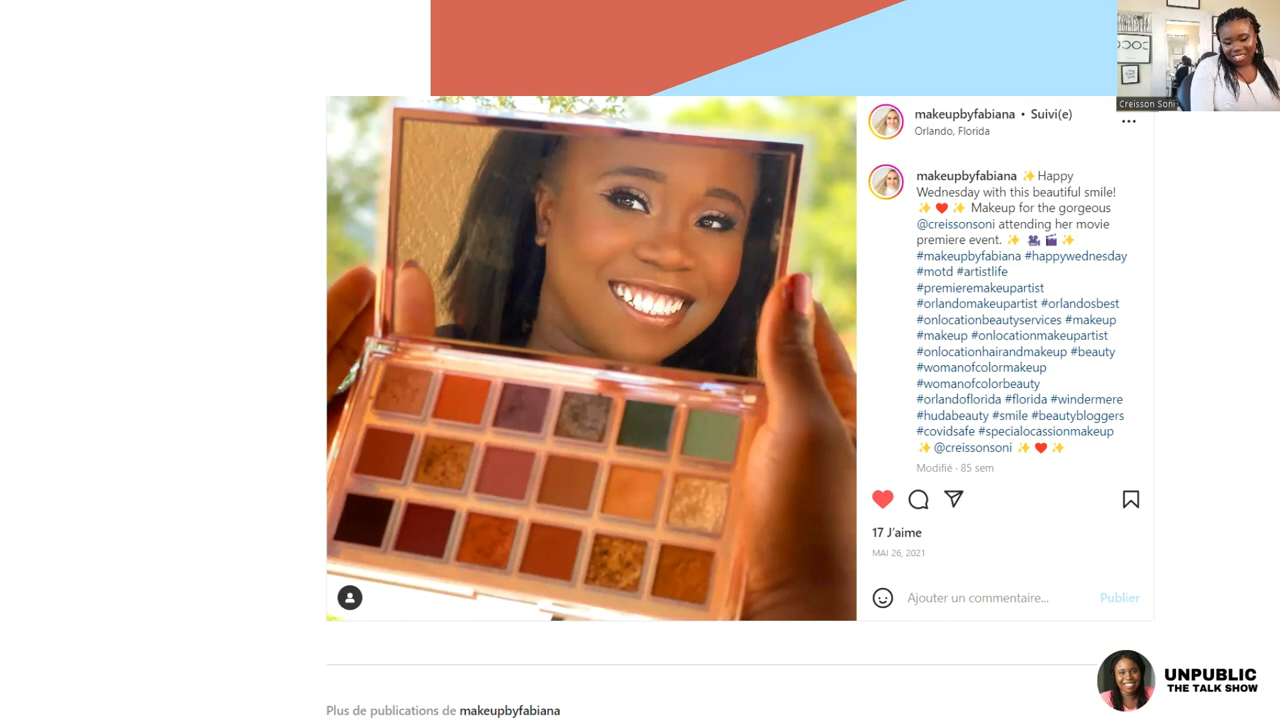 Creisson Soni
makeupbyfabiana • Suivi(e)
Orlando, Florida
makeupbyfabiana ✨Happy
Wednesday with this beautiful smile!
✨ ❤️ ✨ Makeup for the gorgeous
@creissonsoni attending her movie
premiere event. ✨ 🎥 🎬 ✨
#makeupbyfabiana #happywednesday
#motd #artistlife
#premieremakeupartist
#orlandomakeupartist #orlandosbest
#onlocationbeautyservices #makeup
#makeup #onlocationmakeupartist
#onlocationhairandmakeup #beauty
#womanofcolormakeup
#womanofcolorbeauty
#orlandoflorida #florida #windermere
#hudabeauty #smile #beautybloggers
#covidsafe #specialocassionmakeup
✨@creissonsoni ✨ ❤️ ✨
Modifié · 85 sem
17 J'aime
MAI 26, 2021
Ajouter un commentaire... Publier
UNPUBLIC
THE TALK SHOW
Plus de publications de makeupbyfabiana